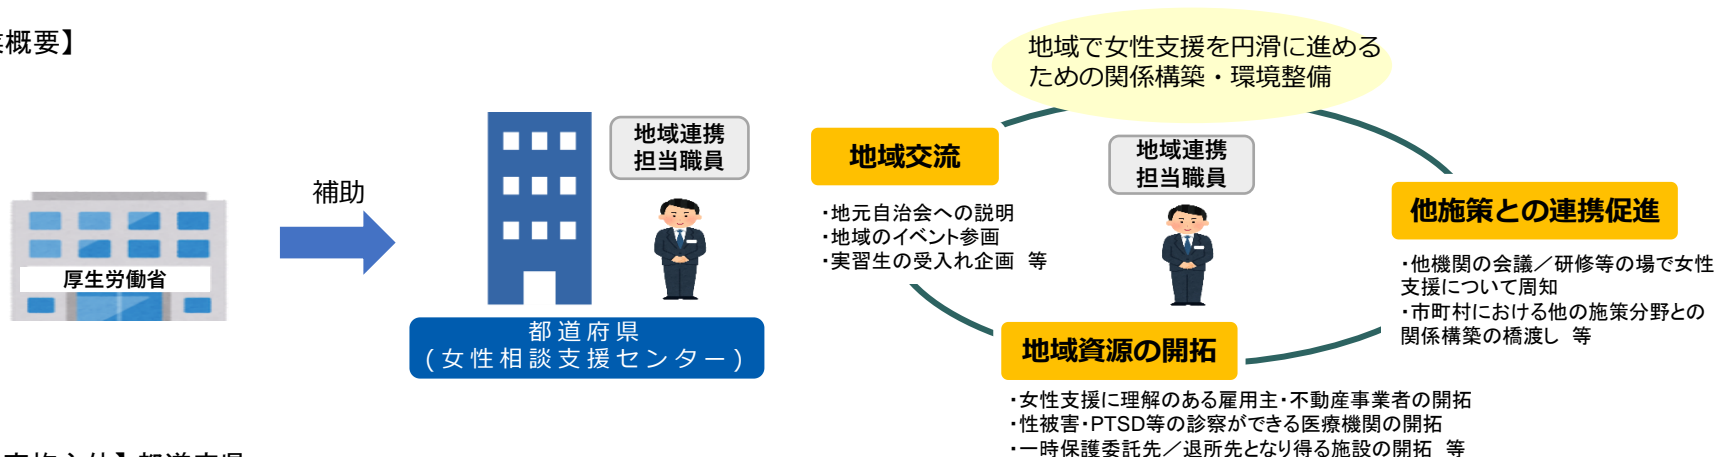 概要】
厚生労働省
補助
地域連携
担当職員
都道府県
(女性相談支援センター)
地域で女性支援を円滑に進める
ための関係構築・環境整備
地域交流
・地元自治会への説明
・地域のイベント参画
・実習生の受入れ企画 等
地域連携
担当職員
他施策との連携促進
・他機関の会議／研修等の場で女性
支援について周知
・市町村における他の施策分野との
関係構築の橋渡し 等
地域資源の開拓
・女性支援に理解のある雇用主・不動産事業者の開拓
・性被害・PTSD等の診察ができる医療機関の開拓
・一時保護委託先／退所先となり得る施設の開拓 等